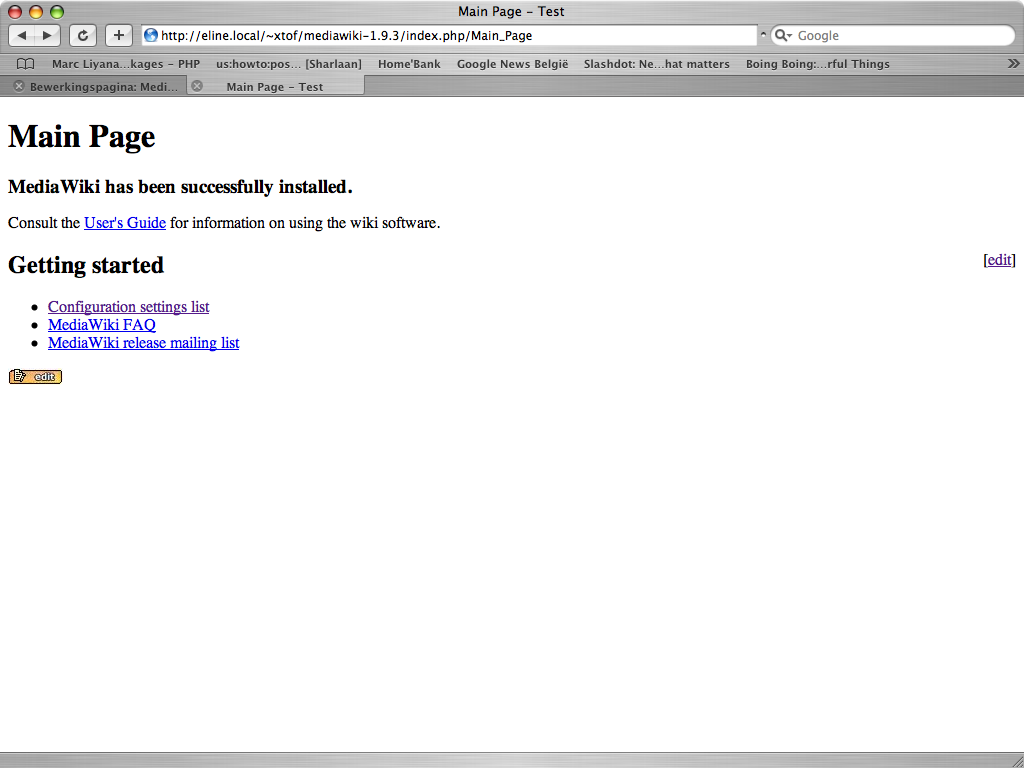 Main Page - Test
http://eline.local/~xtof/mediawiki-1.9.3/index.php/Main_Page
Google
Marc Liyana...kages - PHP us:howto:pos... [Sharlaan] Home'Bank Google News België Slashdot: Ne...hat matters Boing Boing:...rful Things
Bewerkingspagina: Medi... Main Page - Test
Main Page
MediaWiki has been successfully installed.
Consult the User's Guide for information on using the wiki software.
Getting started [edit]
Configuration settings list
MediaWiki FAQ
MediaWiki release mailing list
edit